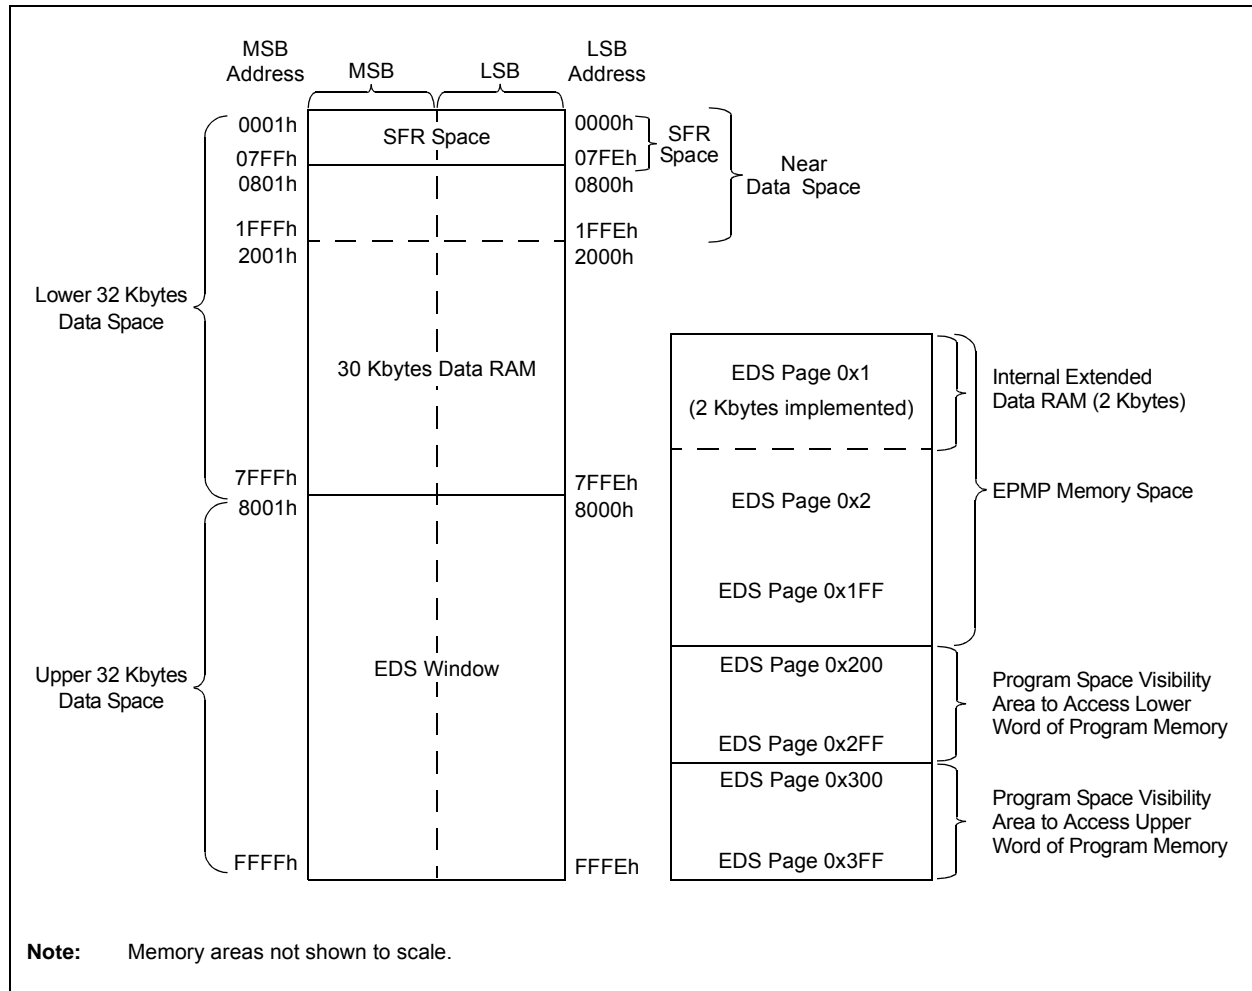 MSB
Address
MSB
LSB
LSB
Address
0001h
SFR Space
0000h
SFR
Space
07FFh
07FEh
0801h
0800h
Near
Data Space
1FFFh
1FFEh
2001h
2000h
Lower 32 Kbytes
Data Space
30 Kbytes Data RAM
7FFFh
7FFEh
8001h
8000h
Upper 32 Kbytes
Data Space
EDS Window
FFFFh
FFFEh
EDS Page 0x1
(2 Kbytes implemented)
Internal Extended
Data RAM (2 Kbytes)
EDS Page 0x2
EPMP Memory Space
EDS Page 0x1FF
EDS Page 0x200
EDS Page 0x2FF
Program Space Visibility
Area to Access Lower
Word of Program Memory
EDS Page 0x300
EDS Page 0x3FF
Program Space Visibility
Area to Access Upper
Word of Program Memory
Note: Memory areas not shown to scale.